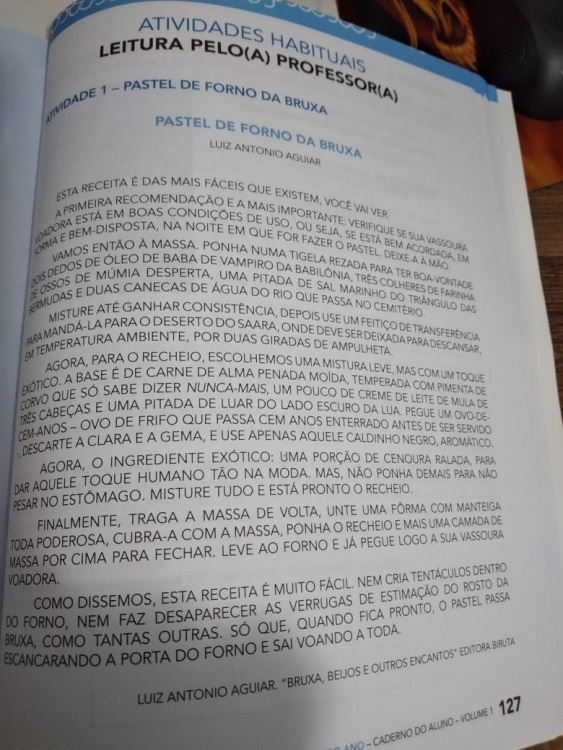 ATIVIDADES HABITUAIS
LEITURA PELO(A) PROFESSOR(A)
ATIVIDADE 1 – PASTEL DE FORNO DA BRUXA
PASTEL DE FORNO DA BRUXA
LUIZ ANTONIO AGUIAR
ESTA RECEITA É DAS MAIS FÁCEIS QUE EXISTEM, VOCÊ VAI VER.
A PRIMEIRA RECOMENDAÇÃO E A MAIS IMPORTANTE: VERIFIQUE SE SUA VASSOURA
VOADORA ESTÁ EM BOAS CONDIÇÕES DE USO, OU SEJA, SE ESTÁ BEM ACORDADA, EM
FORMA E BEM-DISPOSTA, NA NOITE EM QUE FOR FAZER O PASTEL. DEIXE-A À MÃO.
VAMOS ENTÃO À MASSA. PONHA NUMA TIGELA REZADA PARA TER BOA-VONTADE
DOIS DEDOS DE ÓLEO DE BABA DE VAMPIRO DA BABILÔNIA, TRÊS COLHERES DE FARINHA
DE OSSOS DE MÚMIA DESPERTA, UMA PITADA DE SAL MARINHO DO TRIÂNGULO DAS
BERMUDAS E DUAS CANECAS DE ÁGUA DO RIO QUE PASSA NO CEMITÉRIO.
MISTURE ATÉ GANHAR CONSISTÊNCIA, DEPOIS USE UM FEITIÇO DE TRANSFERÊNCIA
PARA MANDÁ-LA PARA O DESERTO DO SAARA, ONDE DEVE SER DEIXADA PARA DESCANSAR,
EM TEMPERATURA AMBIENTE, POR DUAS GIRADAS DE AMPULHETA.
AGORA, PARA O RECHEIO, ESCOLHEMOS UMA MISTURA LEVE, MAS COM UM TOQUE
EXÓTICO. A BASE É DE CARNE DE ALMA PENADA MOÍDA, TEMPERADA COM PIMENTA DE
CORVO QUE SÓ SABE DIZER NUNCA-MAIS, UM POUCO DE CREME DE LEITE DE MULA DE
TRÊS CABEÇAS E UMA PITADA DE LUAR DO LADO ESCURO DA LUA. PEGUE UM OVO-DE-
CEM-ANOS – OVO DE FRIFO QUE PASSA CEM ANOS ENTERRADO ANTES DE SER SERVIDO
-, DESCARTE A CLARA E A GEMA, E USE APENAS AQUELE CALDINHO NEGRO, AROMÁTICO.
AGORA, O INGREDIENTE EXÓTICO: UMA PORÇÃO DE CENOURA RALADA, PARA
DAR AQUELE TOQUE HUMANO TÃO NA MODA. MAS, NÃO PONHA DEMAIS PARA NÃO
PESAR NO ESTÔMAGO. MISTURE TUDO E ESTÁ PRONTO O RECHEIO.
FINALMENTE, TRAGA A MASSA DE VOLTA, UNTE UMA FÔRMA COM MANTEIGA
TODA PODEROSA, CUBRA-A COM A MASSA, PONHA O RECHEIO E MAIS UMA CAMADA DE
MASSA POR CIMA PARA FECHAR. LEVE AO FORNO E JÁ PEGUE LOGO A SUA VASSOURA
VOADORA.
COMO DISSEMOS, ESTA RECEITA É MUITO FÁCIL. NEM CRIA TENTÁCULOS DENTRO
DO FORNO, NEM FAZ DESAPARECER AS VERRUGAS DE ESTIMAÇÃO DO ROSTO DA
BRUXA, COMO TANTAS OUTRAS. SÓ QUE, QUANDO FICA PRONTO, O PASTEL PASSA
ESCANCARANDO A PORTA DO FORNO E SAI VOANDO A TODA.
LUIZ ANTONIO AGUIAR. "BRUXA, BEIJOS E OUTROS ENCANTOS" EDITORA BIRUTA
ANO – CADERNO DO ALUNO – VOLUME 1 127